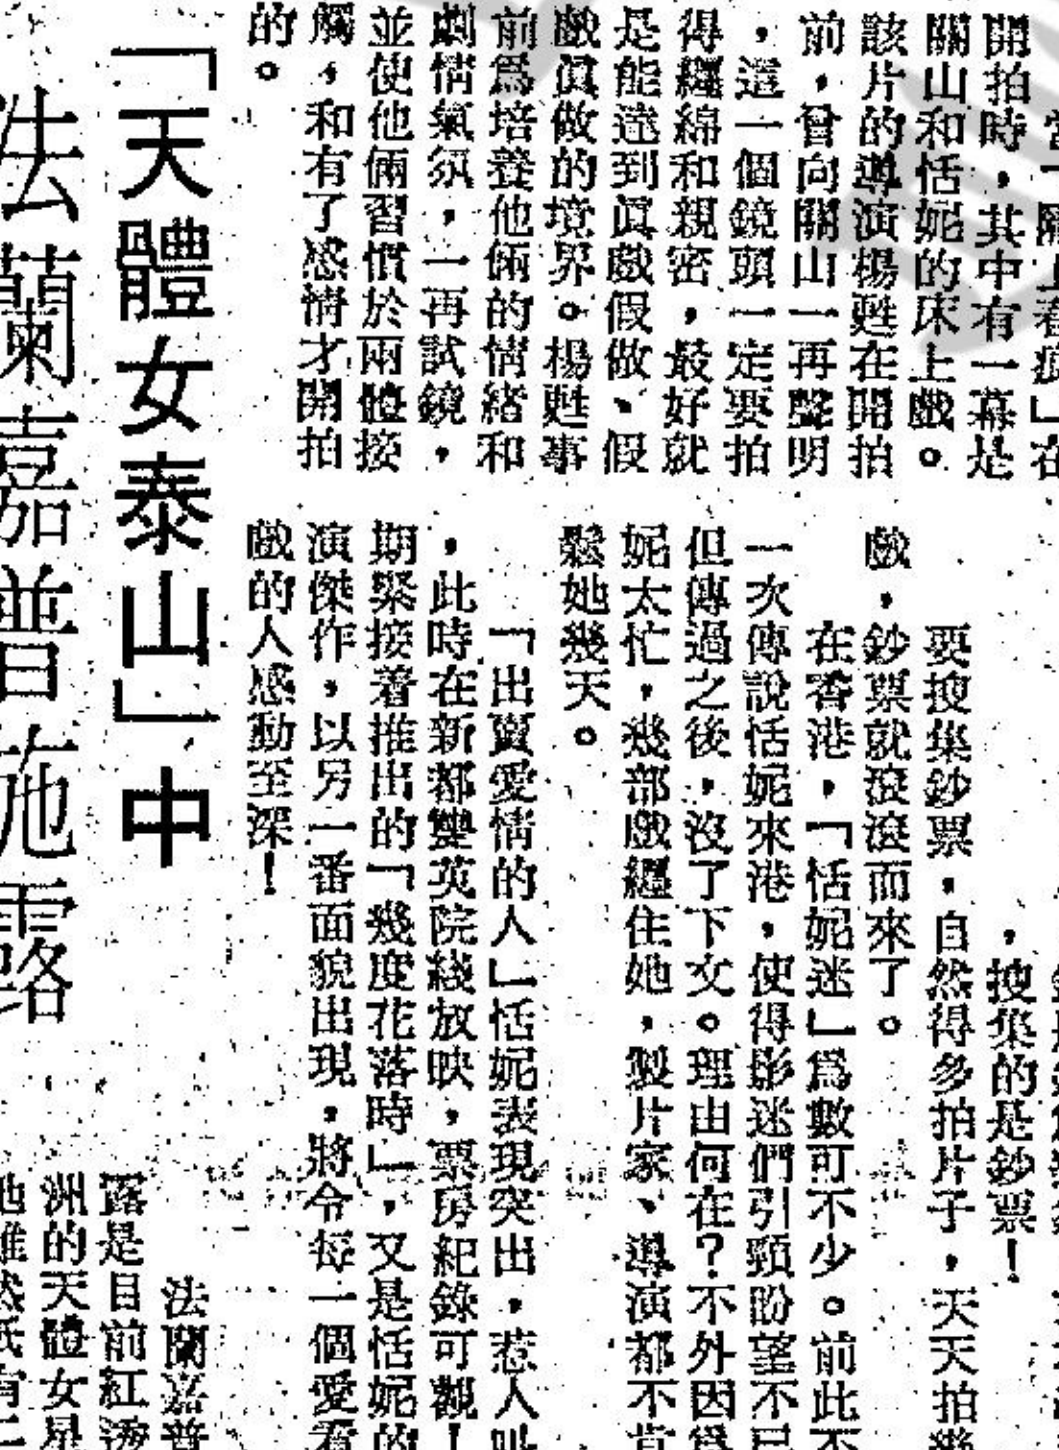 開拍時，其中有一幕是
關山和恬妮的床上戲。
該片的導演楊甦在開拍
前，曾向關山一再聲明
，這一個鏡頭一定要拍
得纒綿和親密，最好就
是能達到眞戲假做、假
戲眞做的境界。楊甦事
前爲培養他倆的情緒和
劇情氣氛，一再試鏡，
並使他倆習慣於兩體接
觸，和有了感情才開拍
的。
，搜集的是鈔票！
要搜集鈔票，自然得多拍片子，天天拍
戲，鈔票就滾滾而來了。
在香港，「恬妮迷」爲數可不少。前此不
一次傳說恬妮來港，使得影迷們引頸盼望不已
但傳過之後，沒了下文。理由何在？不外因爲
妮太忙，幾部戲纒住她，製片家、導演都不肯
鬆她幾天。
「出賣愛情的人」恬妮表現突出，惹人
，此時在新都雙英院綫放映，票房紀錄可觀！
期緊接着推出的「幾度花落時」，又是恬妮的
演傑作，以另一番面貌出現，將令每一個愛看
戲的人感動至深！
「天體女泰山」中
法蘭嘉普施露
法蘭嘉普
露是目前紅透
洲的天體女星